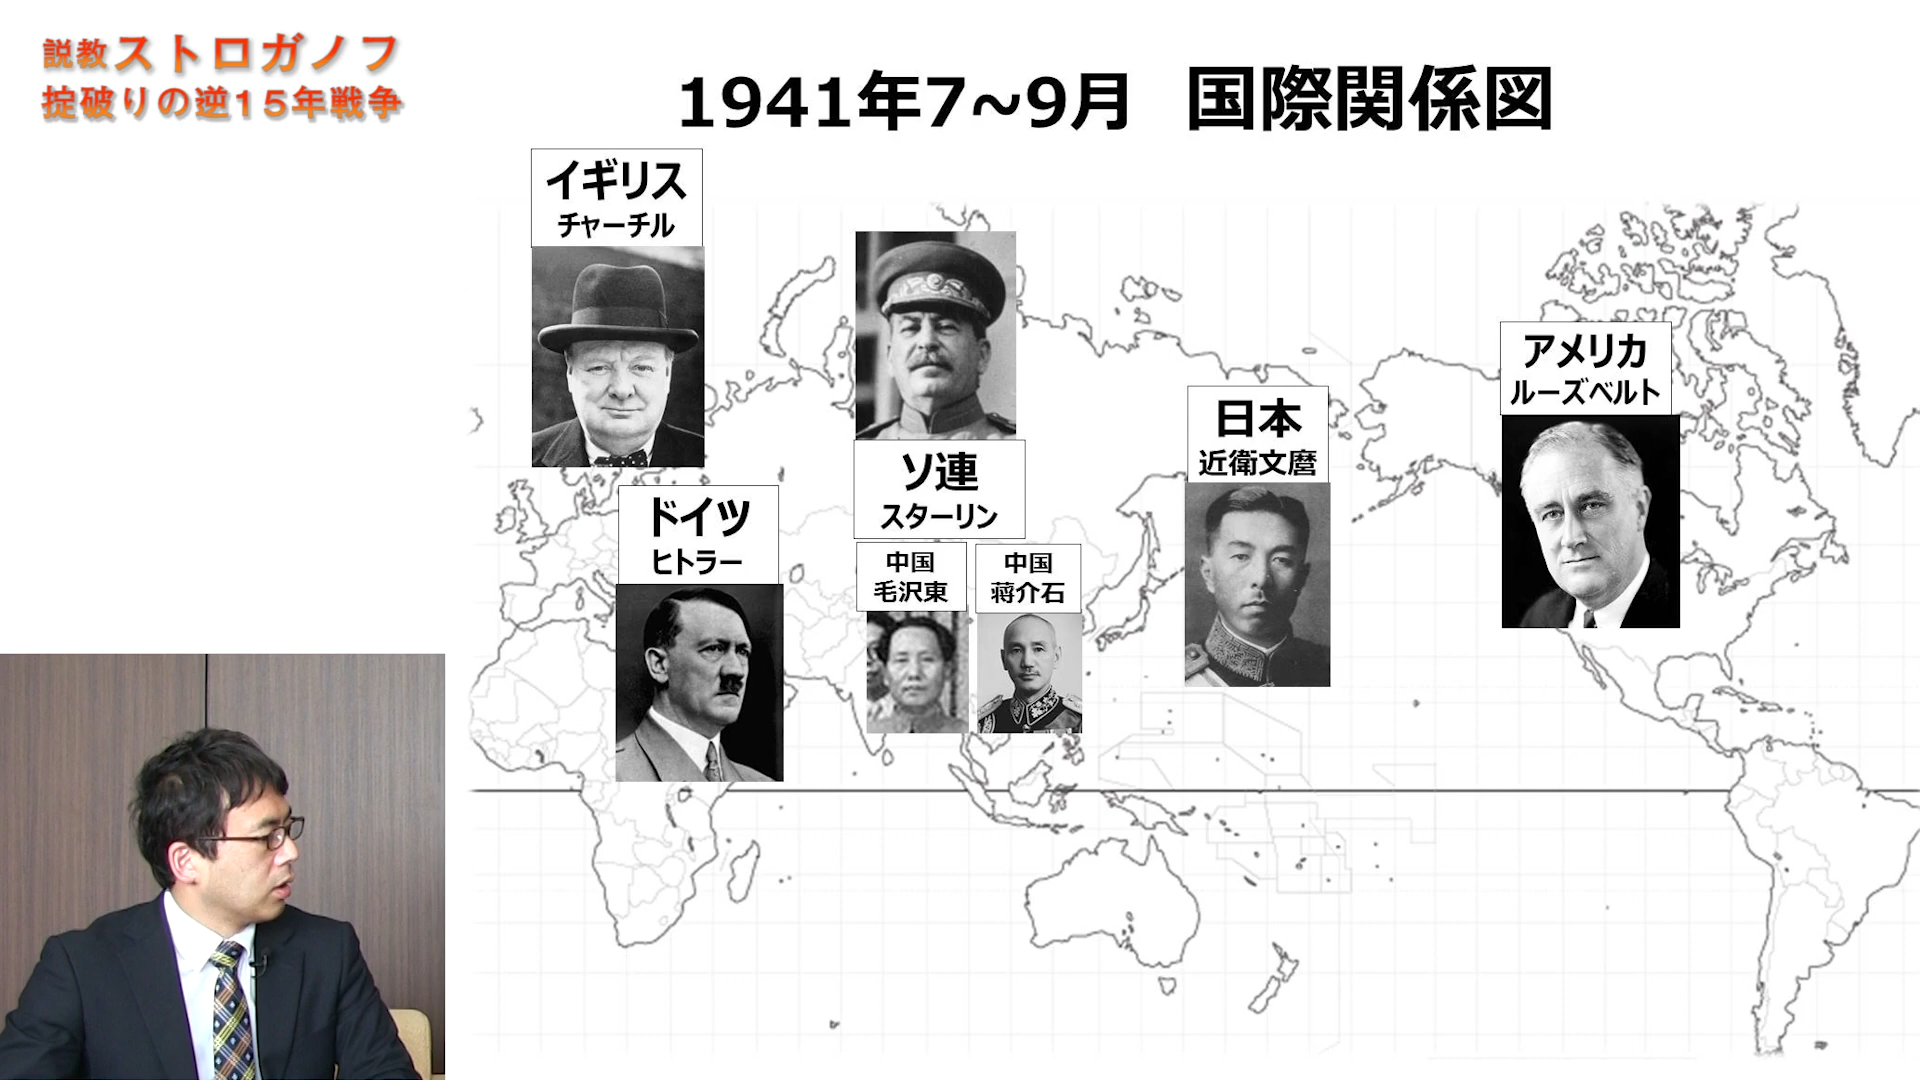 説教ストロガノフ
掟破りの逆15年戦争
1941年7~9月 国際関係図
イギリス
チャーチル
ソ連
スターリン
アメリカ
ルーズベルト
日本
近衛文麿
ドイツ
ヒトラー
中国
毛沢東
中国
蒋介石